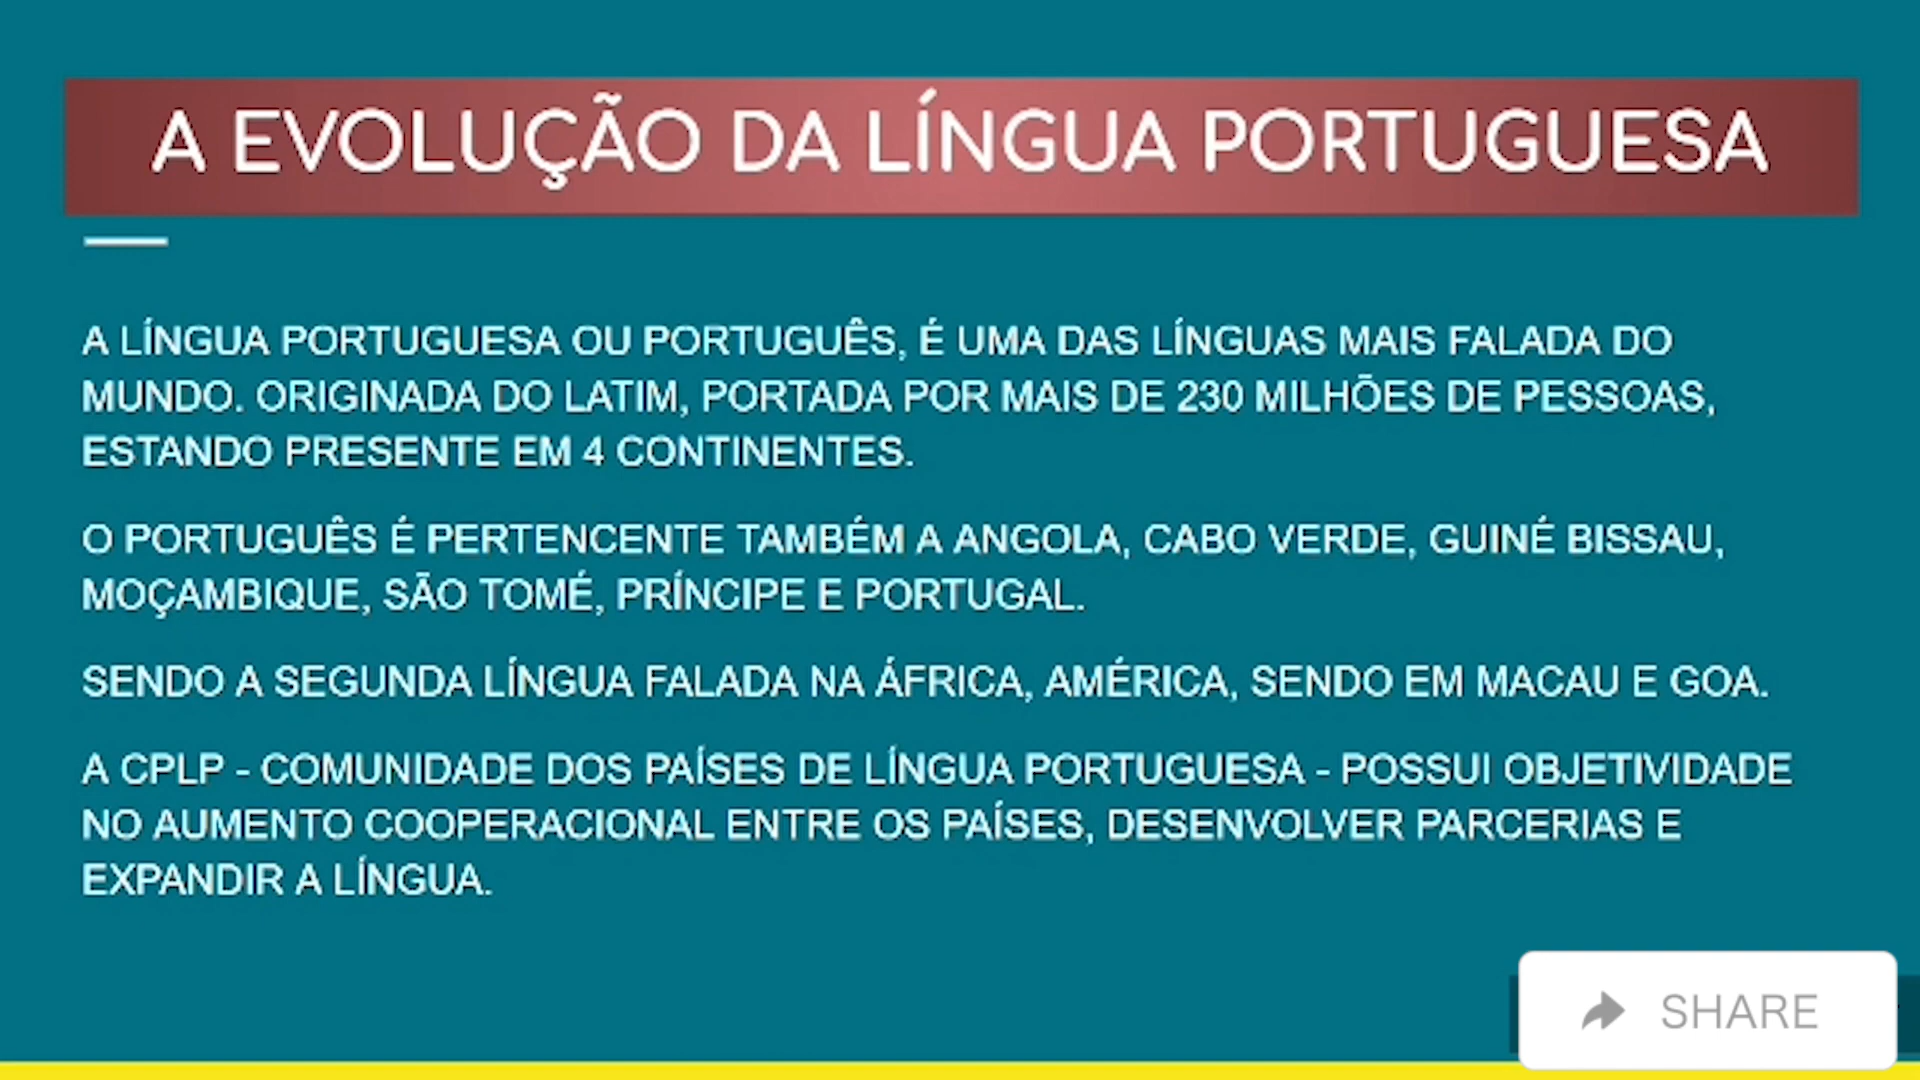 A EVOLUÇÃO DA LÍNGUA PORTUGUESA
A LÍNGUA PORTUGUESA OU PORTUGUÊS, É UMA DAS LÍNGUAS MAIS FALADA DO
MUNDO. ORIGINADA DO LATIM, PORTADA POR MAIS DE 230 MILHÕES DE PESSOAS,
ESTANDO PRESENTE EM 4 CONTINENTES.
O PORTUGUÊS É PERTENCENTE TAMBÉM A ANGOLA, CABO VERDE, GUINÉ BISSAU,
MOÇAMBIQUE, SÃO TOMÉ, PRÍNCIPE E PORTUGAL.
SENDO A SEGUNDA LÍNGUA FALADA NA ÁFRICA, AMÉRICA, SENDO EM MACAU E GOA.
A CPLP - COMUNIDADE DOS PAÍSES DE LÍNGUA PORTUGUESA - POSSUI OBJETIVIDADE
NO AUMENTO COOPERACIONAL ENTRE OS PAÍSES, DESENVOLVER PARCERIAS E
EXPANDIR A LÍNGUA.
SHARE